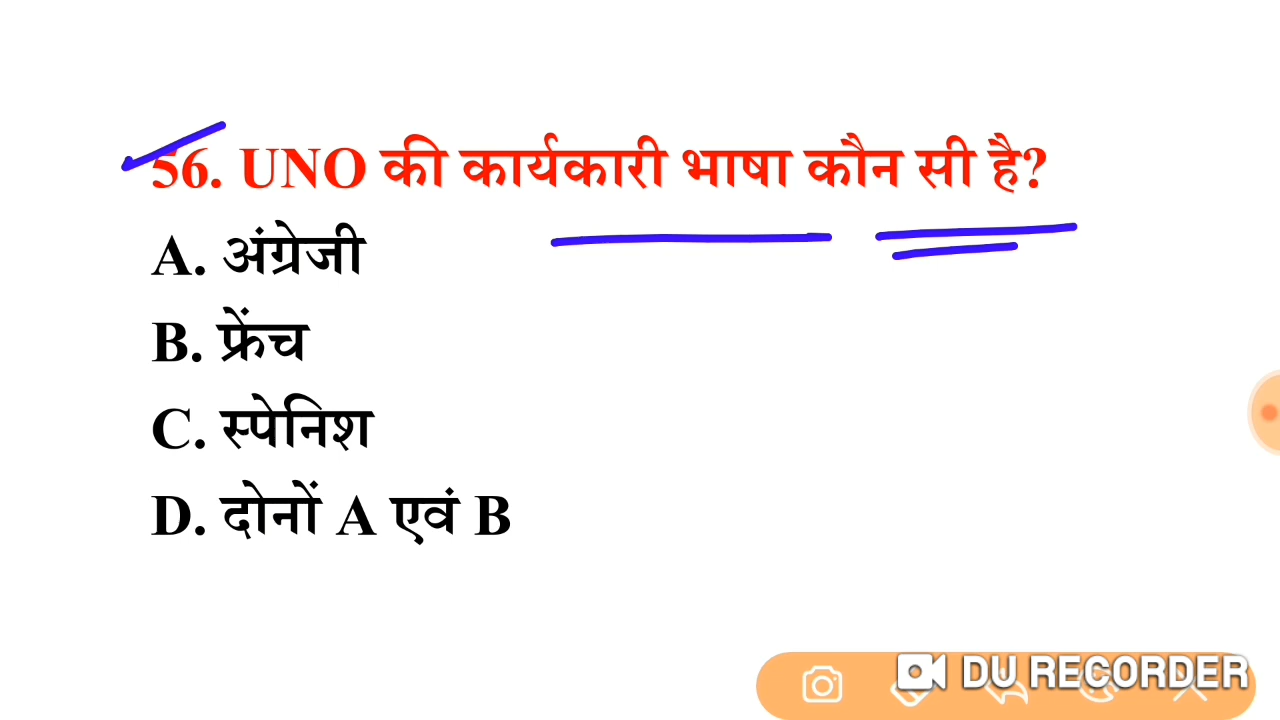 56. UNO की कार्यकारी भाषा कौन सी है?
A. अंग्रेजी
B. फ्रेंच
C. स्पेनिश
D. दोनों A एवं B
DU RECORDER